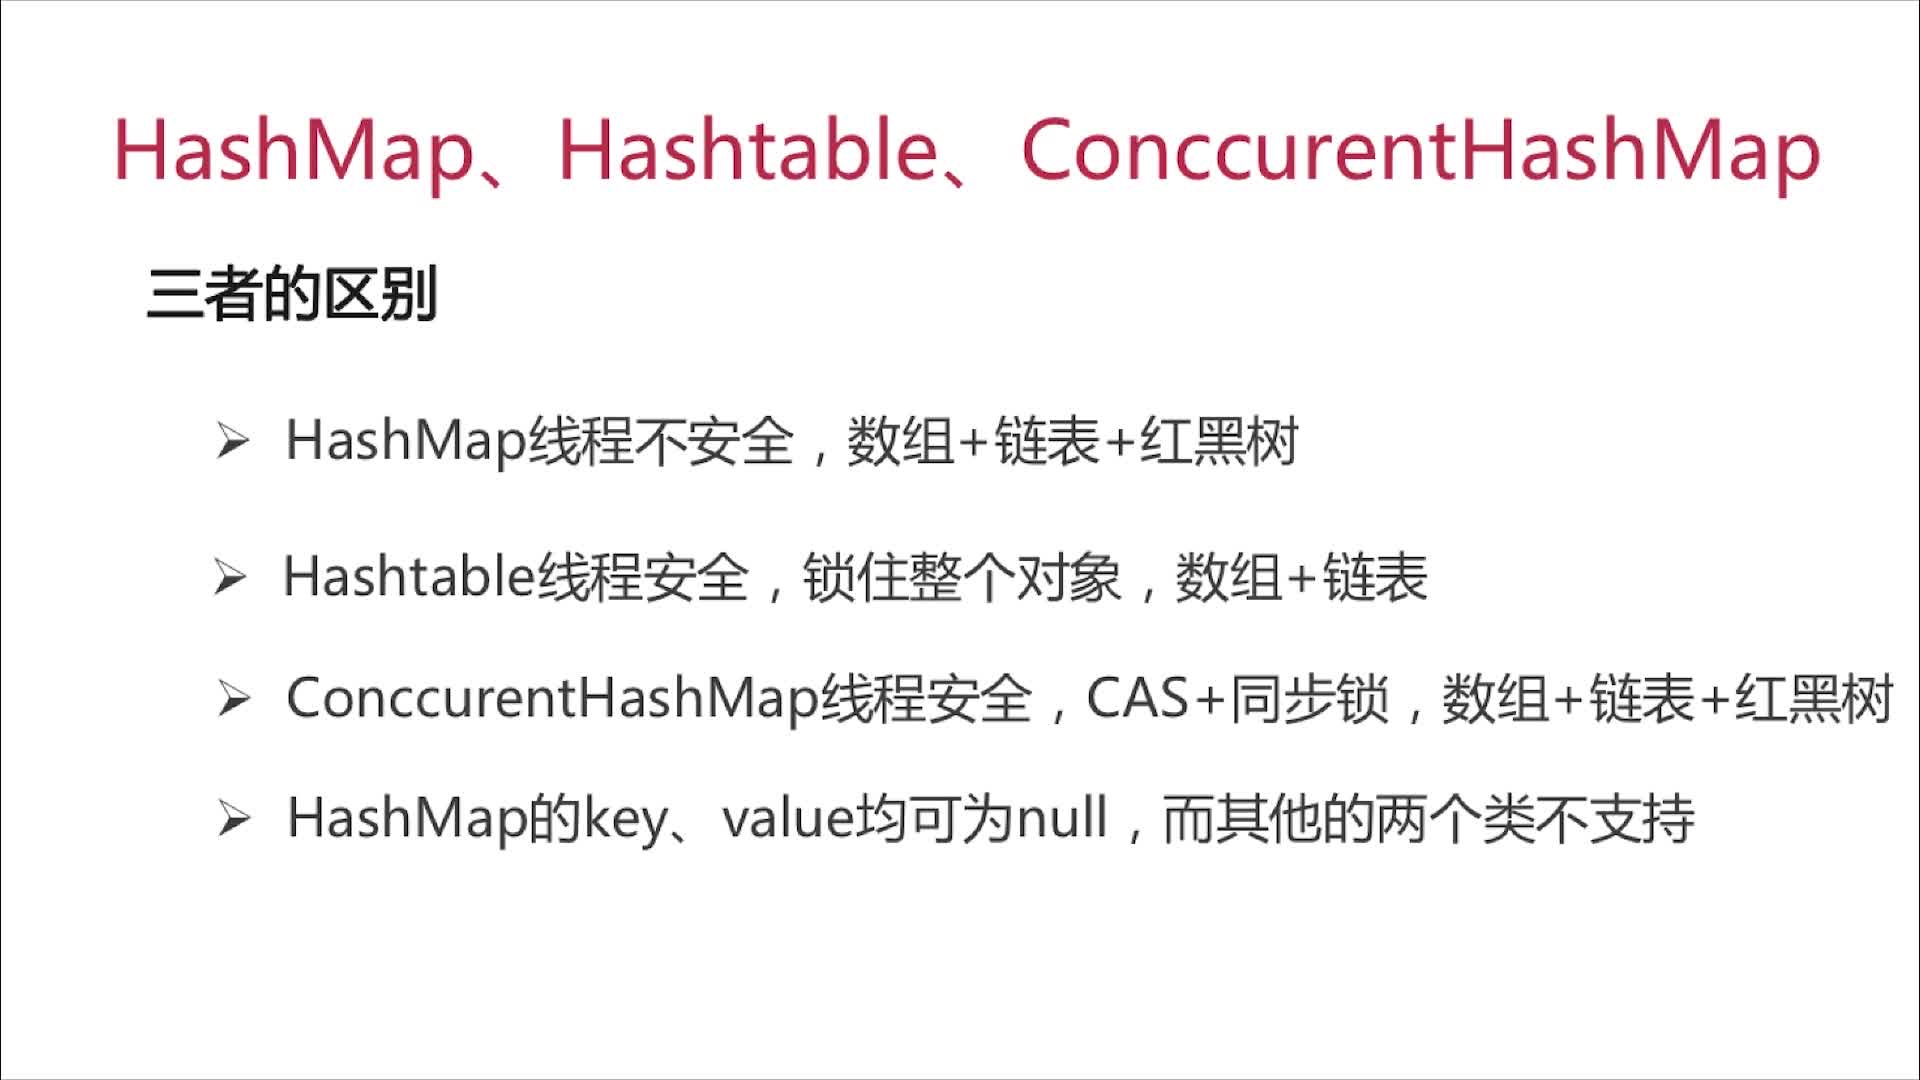 HashMap、Hashtable、ConccurentHashMap
三者的区别
HashMap线程不安全，数组+链表+红黑树
Hashtable线程安全，锁住整个对象，数组+链表
ConccurentHashMap线程安全，CAS+同步锁，数组+链表+红黑树
HashMap的key、value均可为null，而其他的两个类不支持